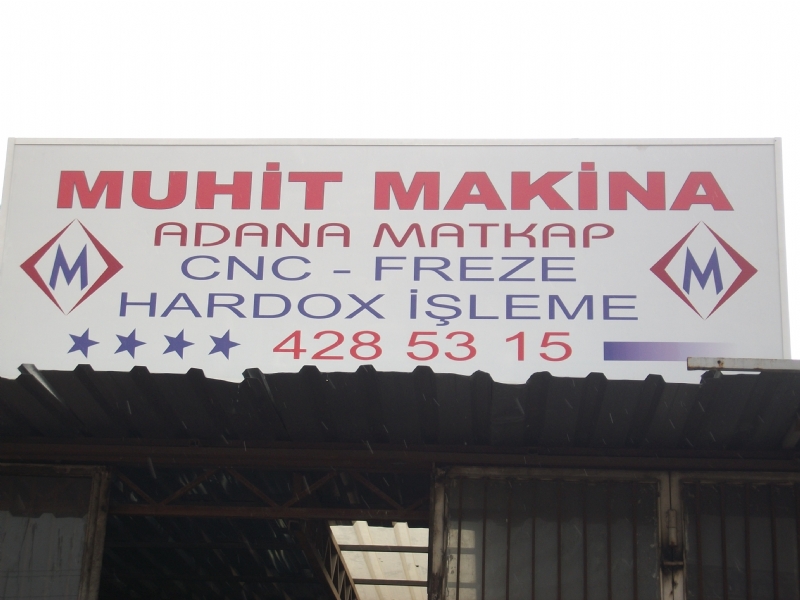 MUHİT MAKİNA
ADANA MATKAP
M CNC - FREZE M
HARDOX İŞLEME
428 53 15